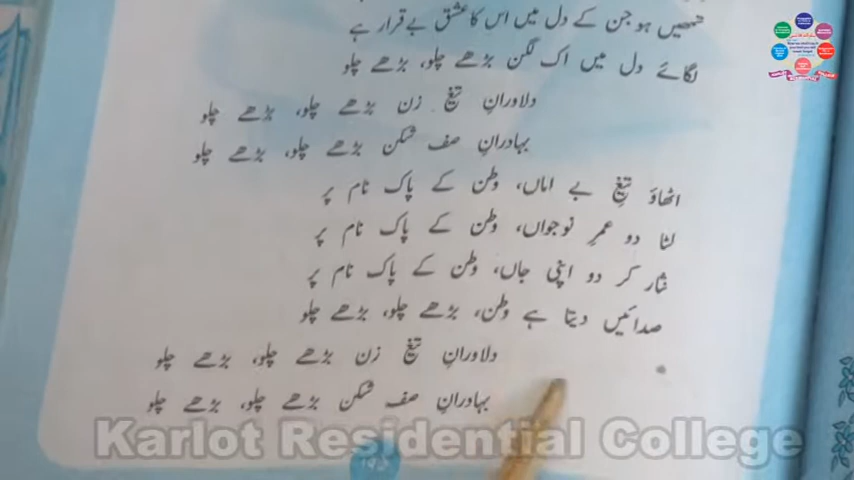 تمھیں ہو جن کے دل میں اس کا عشق بے قرار ہے
لگائے دل میں اک لگن بڑھے چلو، بڑھے چلو
دلاورانِ تیغ زن بڑھے چلو، بڑھے چلو
بہادرانِ صف شکن بڑھے چلو، بڑھے چلو
اٹھاؤ تیغِ بے اماں، وطن کے پاک نام پر
لٹا دو عمرِ نوجواں، وطن کے پاک نام پر
نثار کر دو اپنی جاں، وطن کے پاک نام پر
صدائیں دیتا ہے وطن، بڑھے چلو، بڑھے چلو
دلاورانِ تیغ زن بڑھے چلو، بڑھے چلو
بہادرانِ صف شکن بڑھے چلو، بڑھے چلو
Karlot Residential College